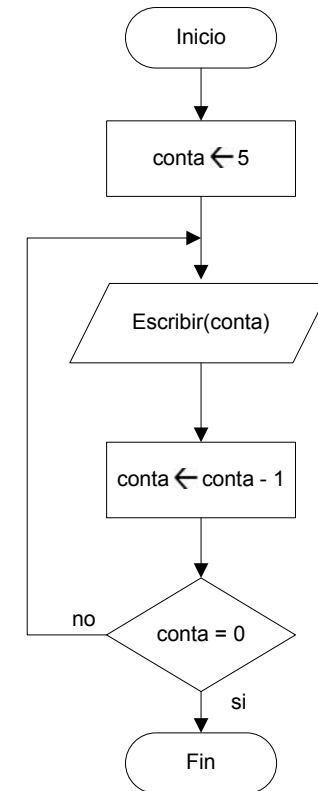 Inicio
conta ← 5
Escribir(conta)
conta ← conta - 1
conta = 0
no
si
Fin